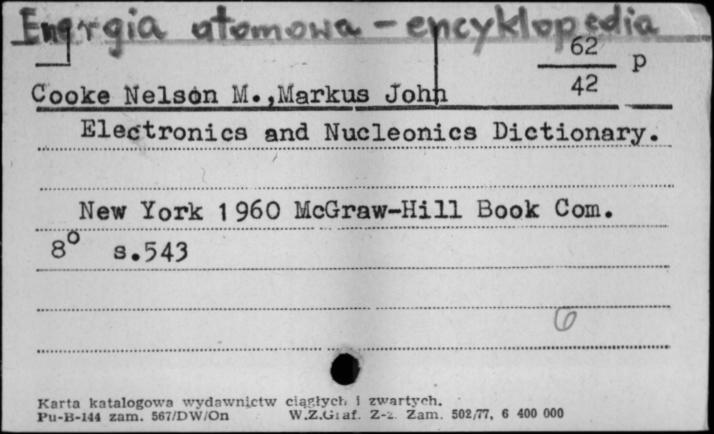 Energia atomowa - encyklopedia
62
42
p
Cooke Nelson M.,Markus John
Electronics and Nucleonics Dictionary.
New York 1960 McGraw-Hill Book Com.
8° s.543
6
Karta katalogowa wydawnictw ciągłych i zwartych.
Pu-B-144 zam. 567/DW/On W.Z.Graf. Z-z. Zam. 502/77, 6 400 000